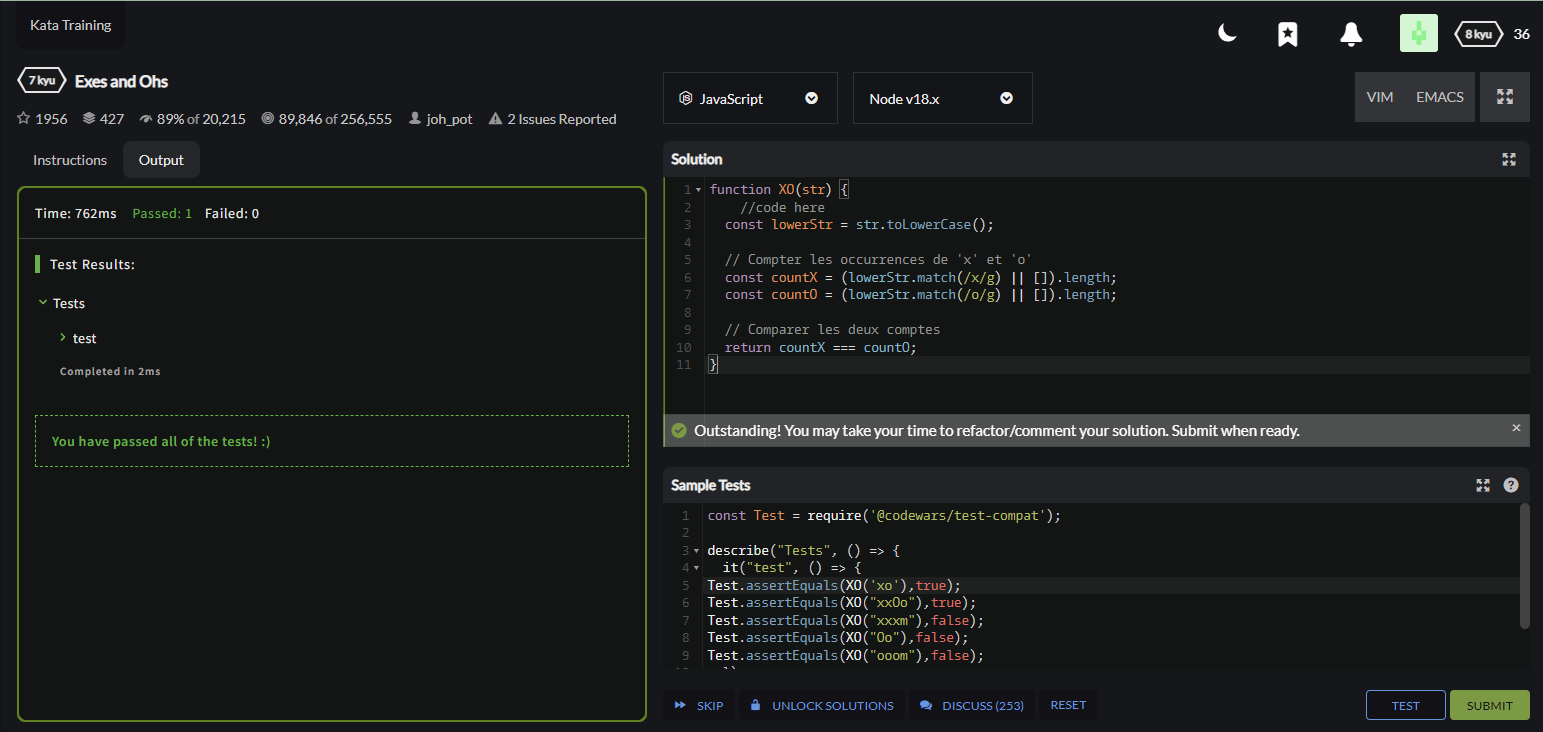 Kata Training
8 kyu 36
7 kyu Exes and Ohs
1956 427 89% of 20,215 89,846 of 256,555 joh_pot 2 Issues Reported
Instructions Output
Time: 762ms Passed: 1 Failed: 0
Test Results:
Tests
test
Completed in 2ms
You have passed all of the tests! :)
JS JavaScript Node v18.x VIM EMACS
Solution
1 function XO(str) {
2     //code here
3   const lowerStr = str.toLowerCase();
4
5   // Compter les occurrences de 'x' et 'o'
6   const countX = (lowerStr.match(/x/g) || []).length;
7   const countO = (lowerStr.match(/o/g) || []).length;
8
9   // Comparer les deux comptes
10   return countX === countO;
11 }
Outstanding! You may take your time to refactor/comment your solution. Submit when ready. ×
Sample Tests ?
1 const Test = require('@codewars/test-compat');
2
3 describe("Tests", () => {
4   it("test", () => {
5 Test.assertEquals(XO('xo'),true);
6 Test.assertEquals(XO("xxOo"),true);
7 Test.assertEquals(XO("xxxm"),false);
8 Test.assertEquals(XO("Oo"),false);
9 Test.assertEquals(XO("ooom"),false);
SKIP UNLOCK SOLUTIONS DISCUSS (253) RESET TEST SUBMIT